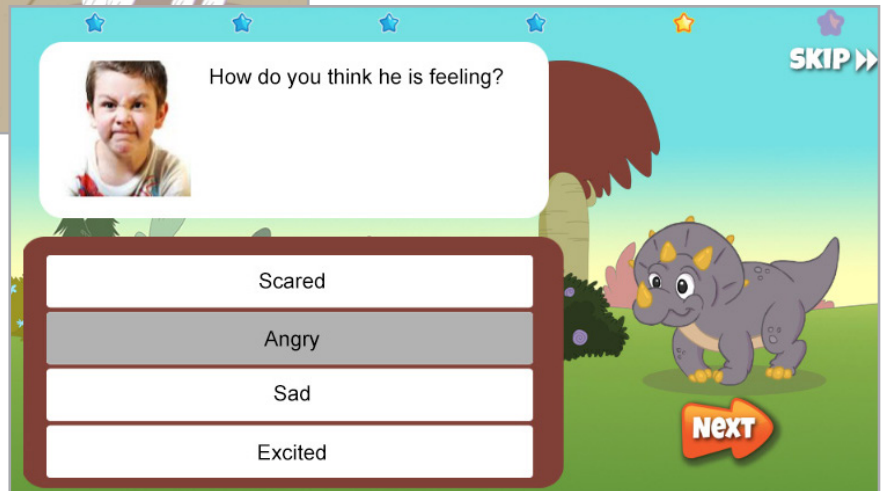 SKIP
How do you think he is feeling?
Scared
Angry
Sad
Excited
NEXT